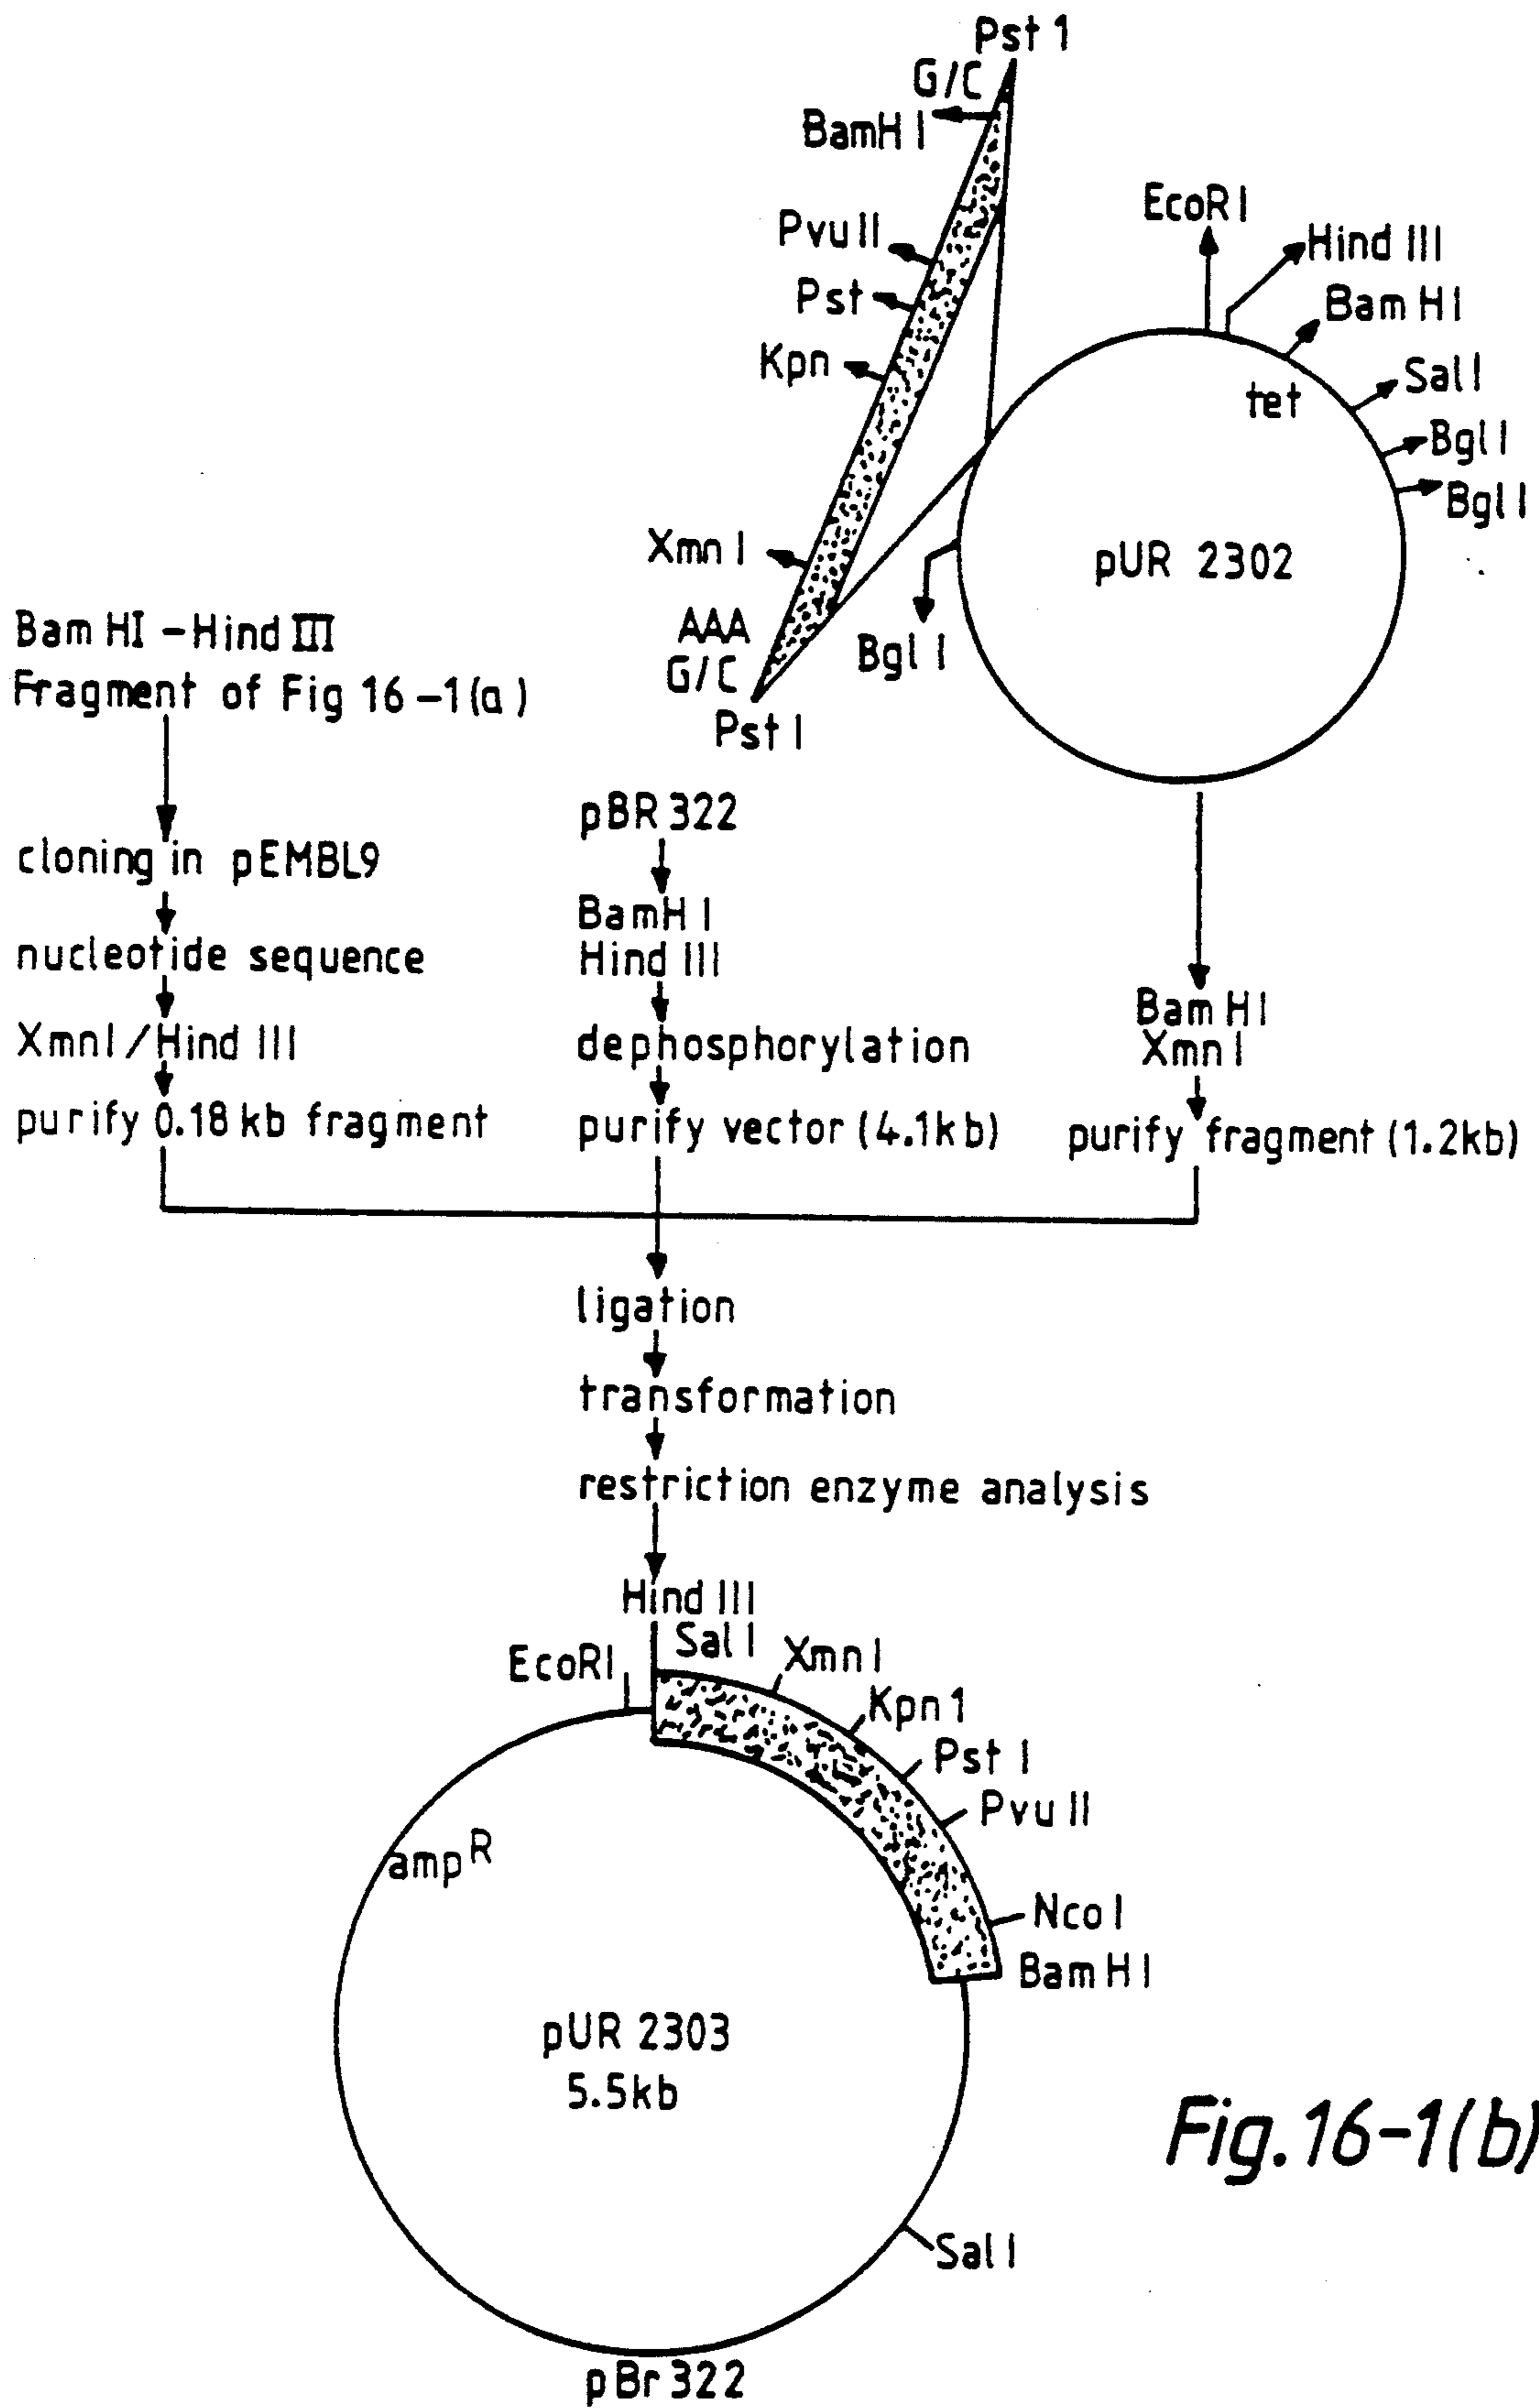 Pst 1
G/C
BamH I
Pvu II
Pst
Kpn
Xmn I
AAA
G/C
Pst I
EcoR I
Hind III
Bam H I
tet
Sal I
Bgl I
Bgl I
pUR 2302
Bgl I
Bam HI - Hind III
Fragment of Fig 16-1(a)
cloning in pEMBL9
nucleotide sequence
XmnI/Hind III
purify 0.18 kb fragment
pBR 322
BamH I
Hind III
dephosphorylation
purify vector (4.1kb)
Bam H I
Xmn I
purify fragment (1.2kb)
ligation
transformation
restriction enzyme analysis
Hind III
Sal I
EcoRI
Xmn I
Kpn 1
Pst I
Pvu II
Nco I
Bam H I
amp R
pUR 2303
5.5kb
Sal I
pBr 322
Fig.16-1(b)